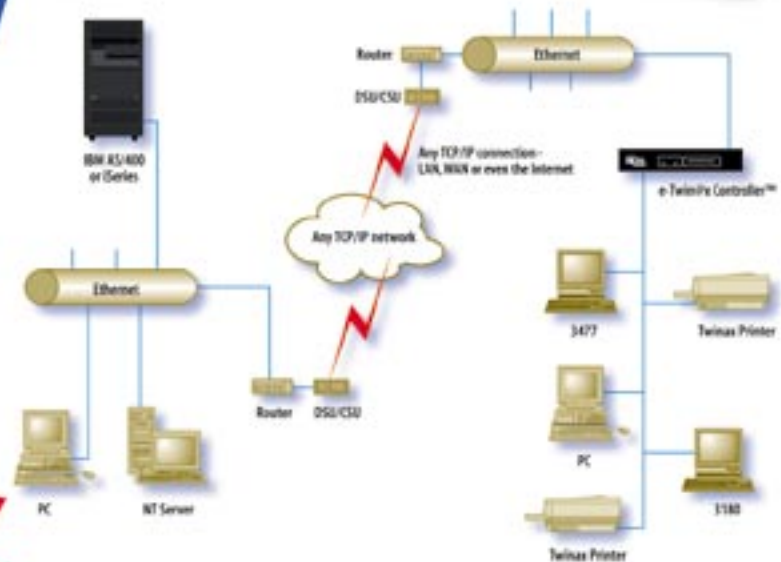 Router
Ethernet
DSU/CSU
IBM AS/400
or iSeries
Any TCP/IP connection -
LAN, WAN or even the Internet
e-Twin@x Controller™
Any TCP/IP network
Ethernet
3477
Twinax Printer
Router
DSU/CSU
PC
PC
NT Server
3180
Twinax Printer